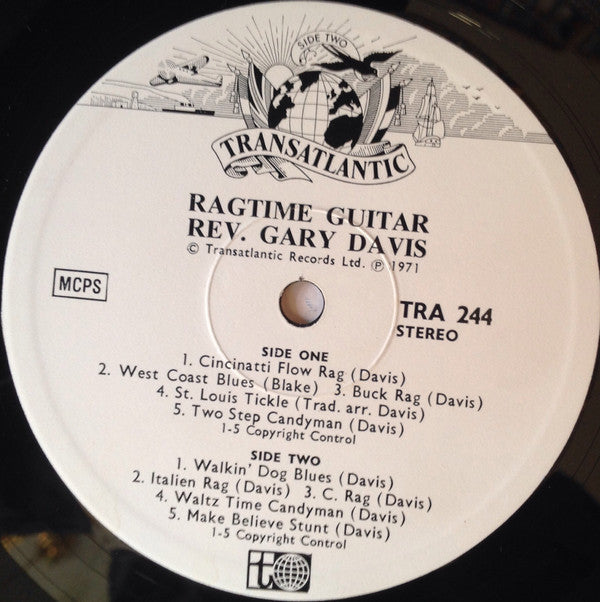 SIDE TWO
TRANSATLANTIC
RAGTIME GUITAR
REV. GARY DAVIS
© Transatlantic Records Ltd. ℗ 1971
MCPS
TRA 244
STEREO
SIDE ONE
1. Cincinatti Flow Rag (Davis)
2. West Coast Blues (Blake) 3. Buck Rag (Davis)
4. St. Louis Tickle (Trad. arr. Davis)
5. Two Step Candyman (Davis)
1-5 Copyright Control
SIDE TWO
1. Walkin' Dog Blues (Davis)
2. Italien Rag (Davis) 3. C. Rag (Davis)
4. Waltz Time Candyman (Davis)
5. Make Believe Stunt (Davis)
1-5 Copyright Control